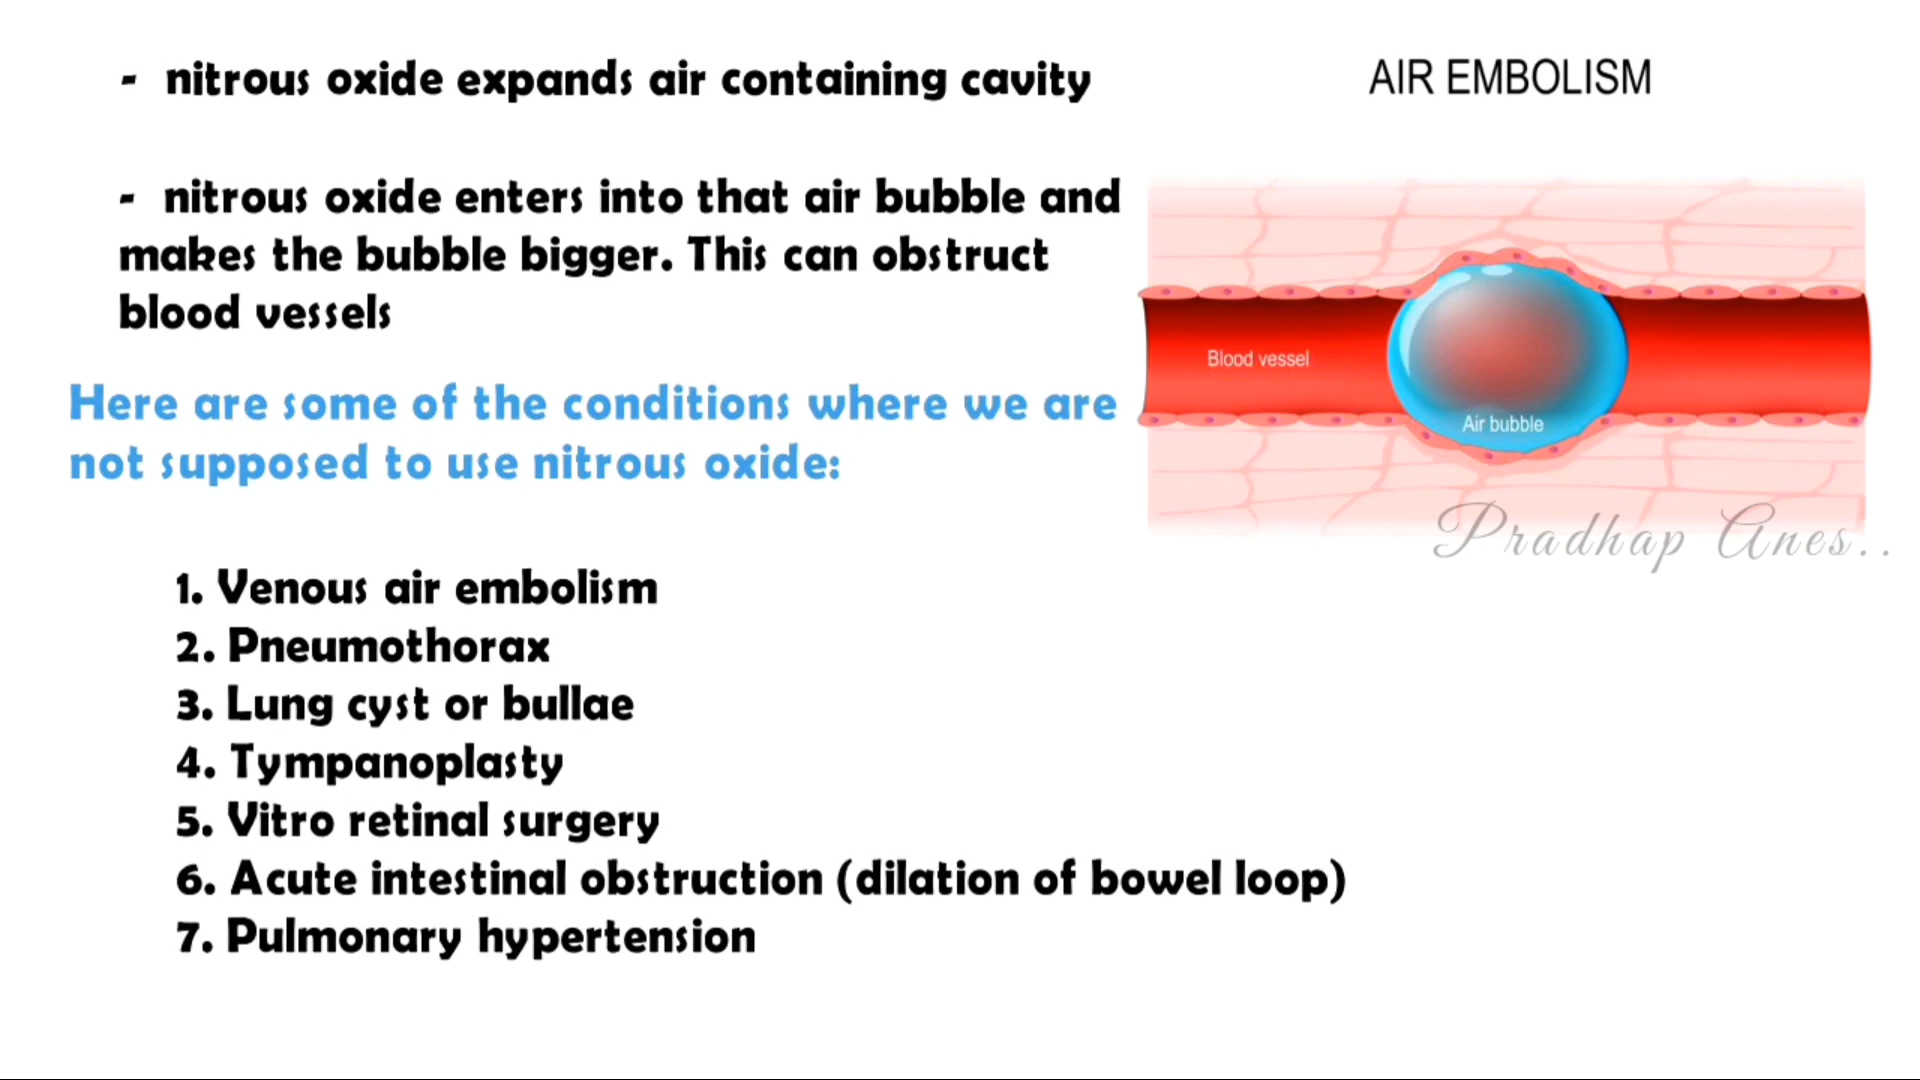 - nitrous oxide expands air containing cavity
- nitrous oxide enters into that air bubble and
makes the bubble bigger. This can obstruct
blood vessels
AIR EMBOLISM
Blood vessel
Air bubble
Pradhap Anes..
Here are some of the conditions where we are
not supposed to use nitrous oxide:
1. Venous air embolism
2. Pneumothorax
3. Lung cyst or bullae
4. Tympanoplasty
5. Vitro retinal surgery
6. Acute intestinal obstruction (dilation of bowel loop)
7. Pulmonary hypertension